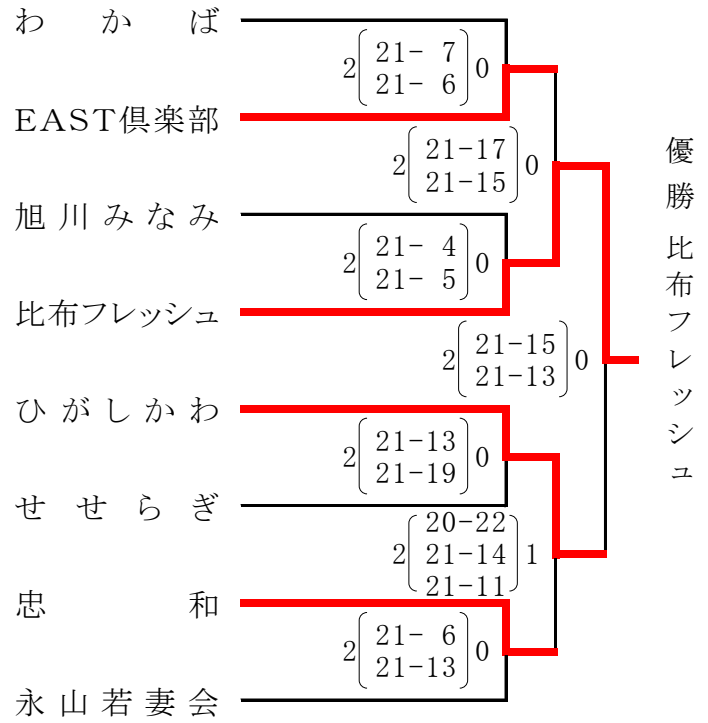 わかば
2 21- 7 0
21- 6
EAST倶楽部
2 21-17 0
21-15
旭川みなみ
2 21- 4 0
21- 5
比布フレッシュ
2 21-15 0
21-13
優勝 比布フレッシュ
ひがしかわ
2 21-13 0
21-19
せせらぎ
20-22
2 21-14 1
21-11
忠和
2 21- 6 0
21-13
永山若妻会